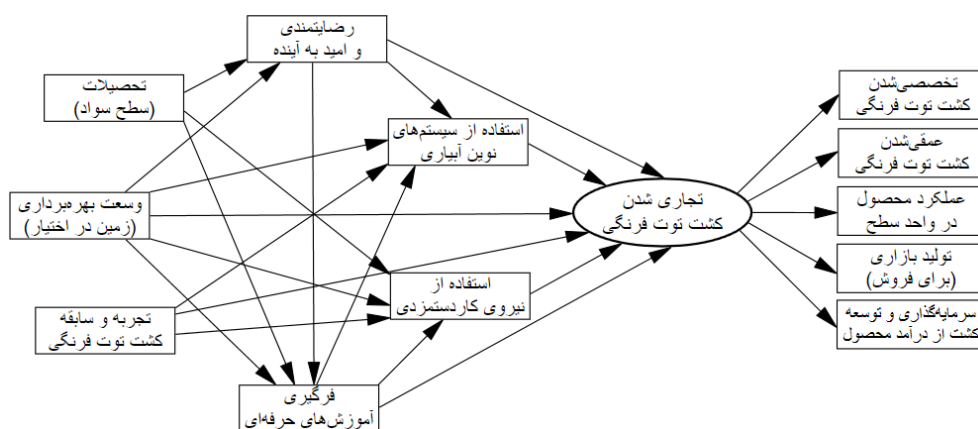 رضایتمندی
و امید به آینده
تحصیلات
(سطح سواد)
استفاده از سیستم‌های
نوین آبیاری
وسعت بهره‌برداری
(زمین در اختیار)
تجاری شدن
کشت توت فرنگی
استفاده از
نیروی کاردستمزدی
تجربه و سابقه
کشت توت فرنگی
فرگیری
آموزش‌های حرفه‌ای
تخصصی‌شدن
کشت توت فرنگی
عمقی‌شدن
کشت توت فرنگی
عملکرد محصول
در واحد سطح
تولید بازاری
(برای فروش)
سرمایه‌گذاری و توسعه
کشت از درآمد محصول